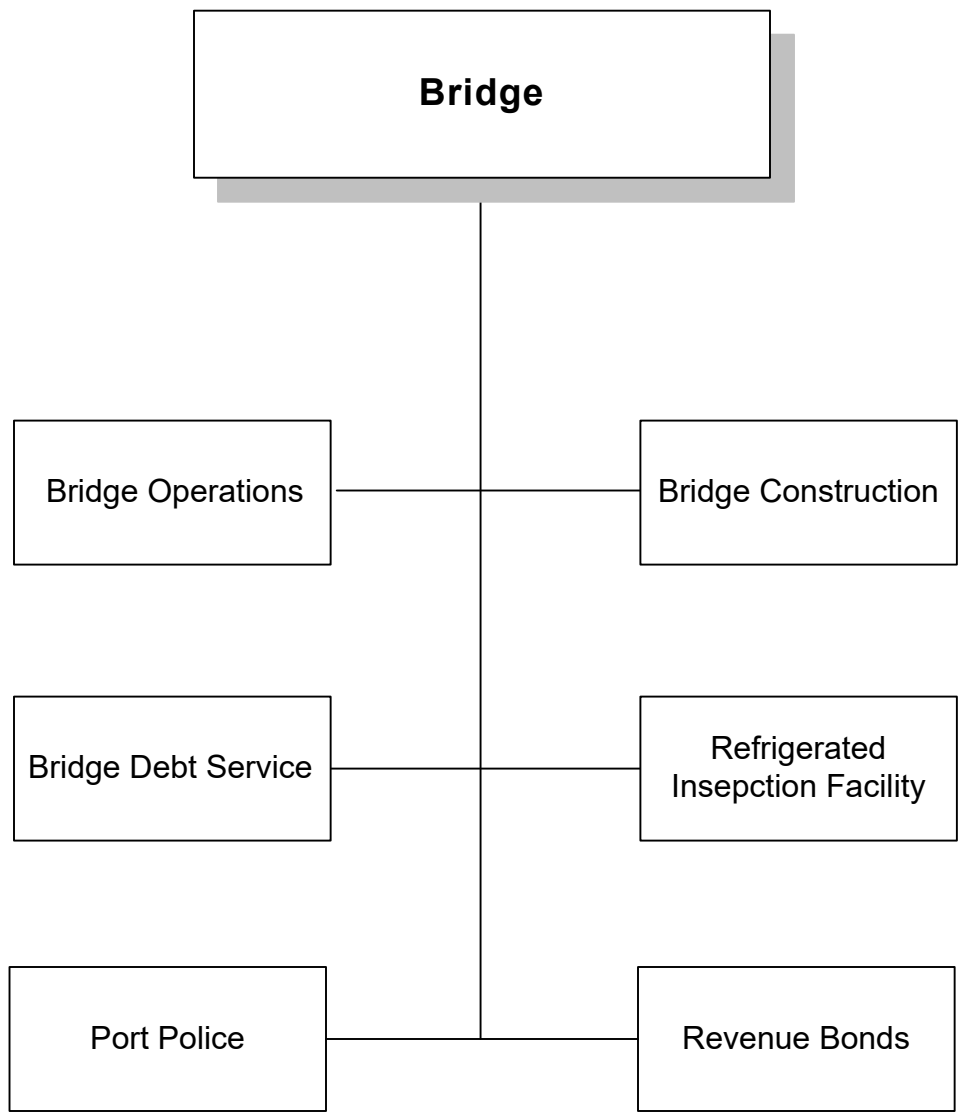 Bridge
Bridge Operations
Bridge Construction
Bridge Debt Service
Refrigerated
Insepction Facility
Port Police
Revenue Bonds